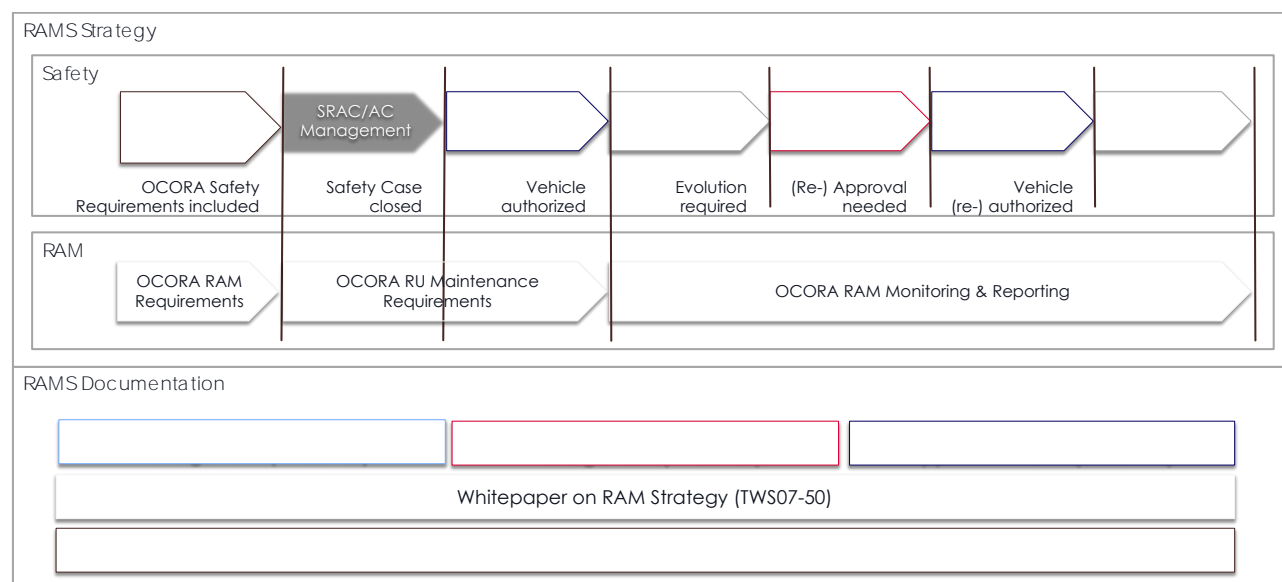 RAMS Strategy
Safety
SRAC/AC
Management
OCORA Safety
Requirements included
Safety Case
closed
Vehicle
authorized
Evolution
required
(Re-) Approval
needed
Vehicle
(re-) authorized
RAM
OCORA RAM
Requirements
OCORA RU Maintenance
Requirements
OCORA RAM Monitoring & Reporting
RAMS Documentation
Whitepaper on RAM Strategy (TWS07-50)